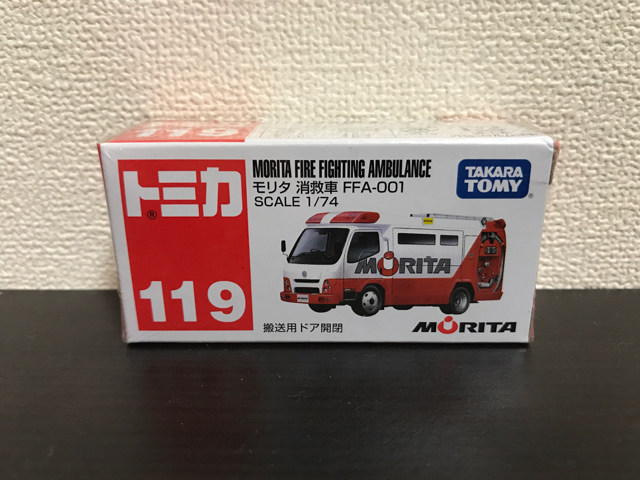 119
トミカ
®
119
MORITA FIRE FIGHTING AMBULANCE
モリタ 消救車 FFA-001
SCALE 1/74
TAKARA
TOMY
MORITA
搬送用ドア開閉
MORITA